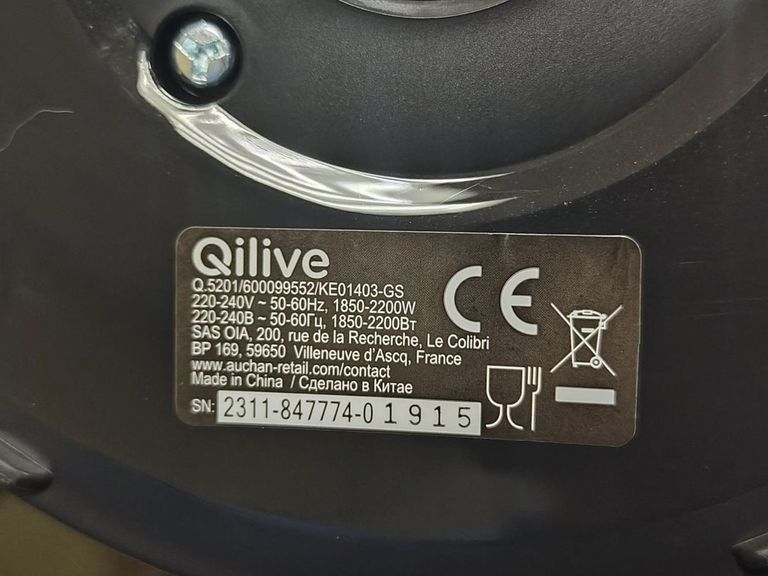 Qilive
Q.5201/600099552/KE01403-GS
220-240V ~ 50-60Hz, 1850-2200W
220-240В ~ 50-60Гц, 1850-2200Вт
SAS OIA, 200, rue de la Recherche, Le Colibri
BP 169, 59650 Villeneuve d'Ascq, France
www.auchan-retail.com/contact
Made in China / Сделано в Китае
SN: 2311-847774-01915
CE